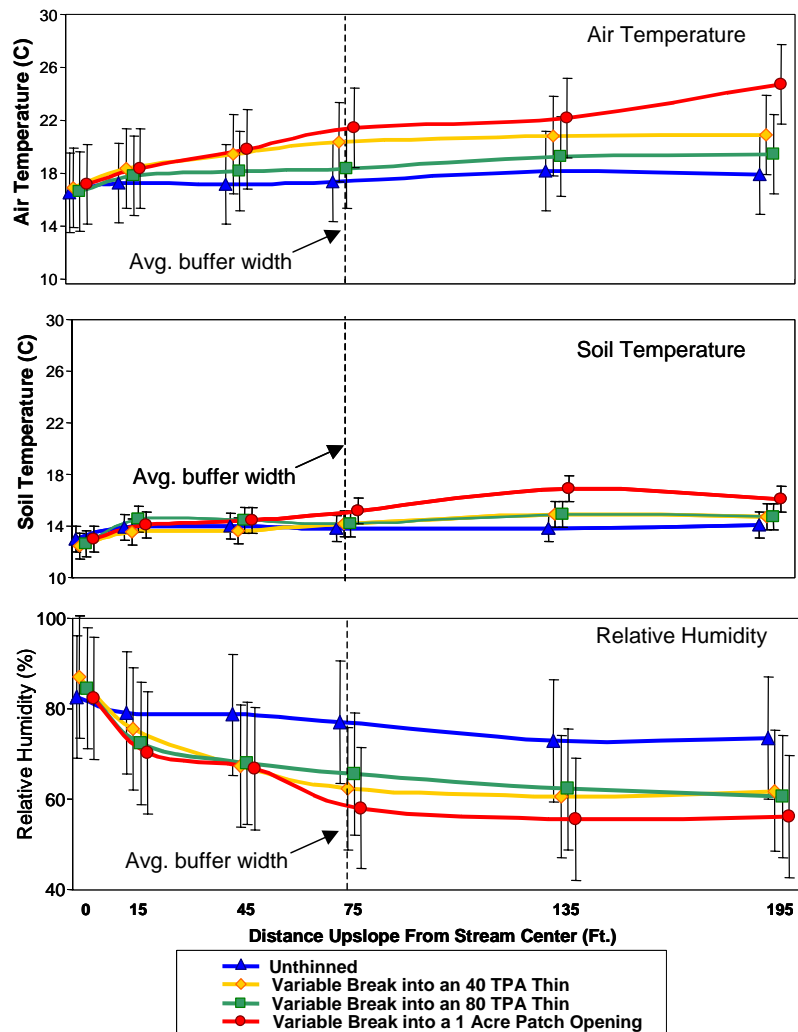 30
26
22
18
14
10
Air Temperature (C)
Air Temperature
Avg. buffer width
30
26
22
18
14
10
Soil Temperature (C)
Soil Temperature
Avg. buffer width
100
80
60
40
Relative Humidity (%)
Relative Humidity
Avg. buffer width
0 15 45 75 135 195
Distance Upslope From Stream Center (Ft.)
Unthinned
Variable Break into an 40 TPA Thin
Variable Break into an 80 TPA Thin
Variable Break into a 1 Acre Patch Opening